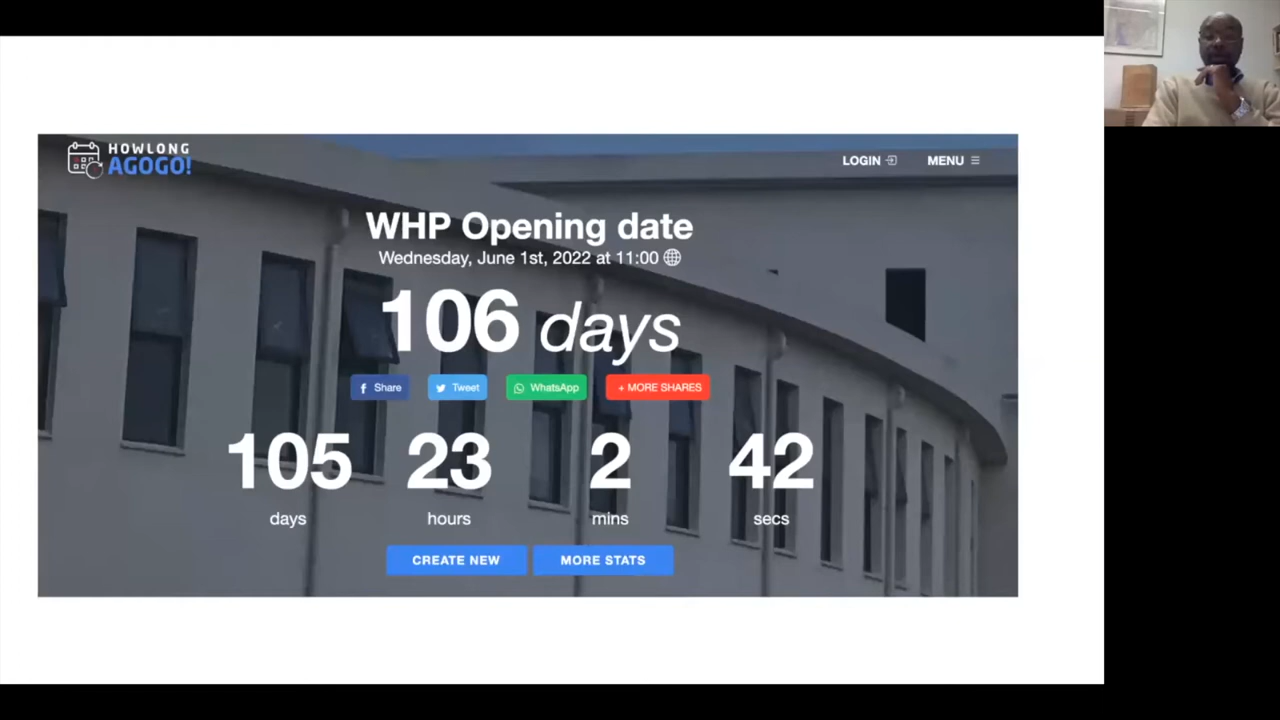 HOWLONG
AGOGO!
LOGIN
MENU
WHP Opening date
Wednesday, June 1st, 2022 at 11:00
106 days
Share
Tweet
WhatsApp
+ MORE SHARES
105 23 2 42
days hours mins secs
CREATE NEW
MORE STATS